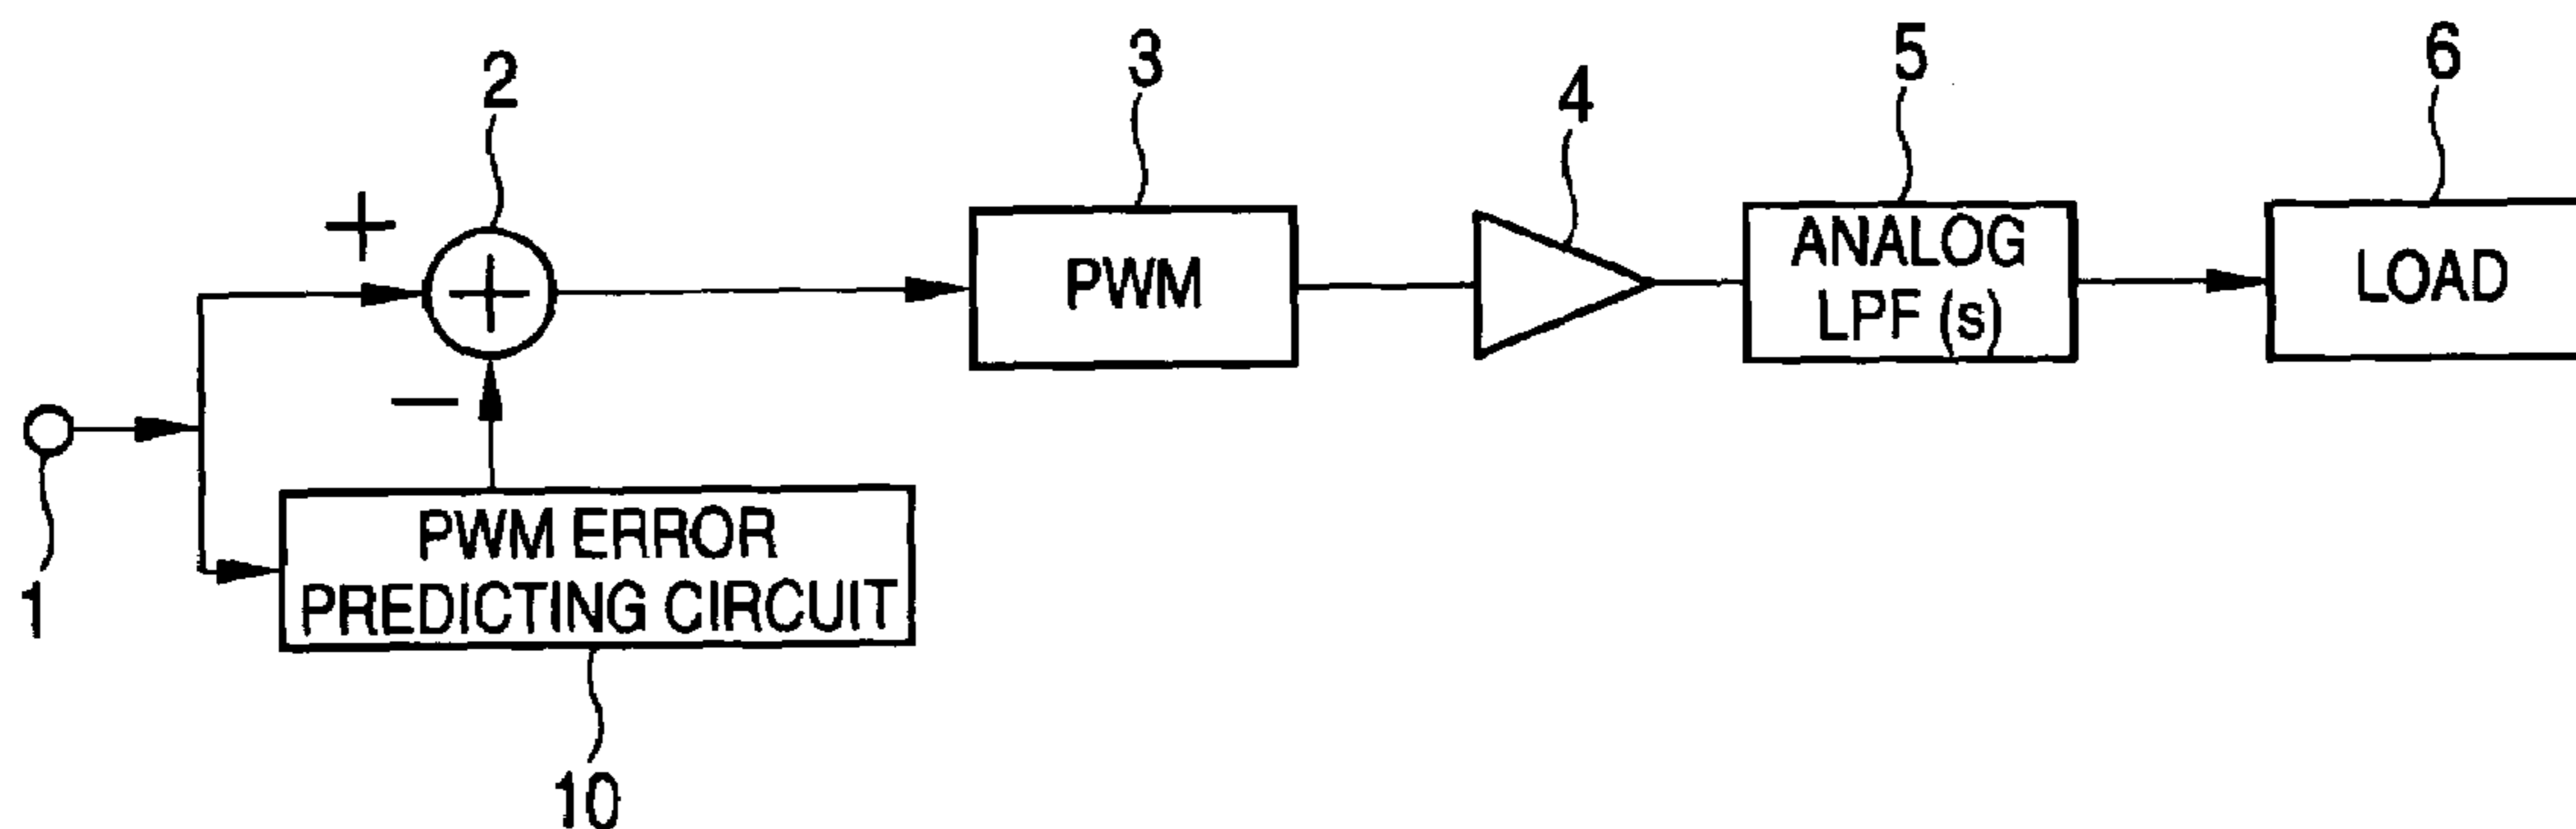 2
3
4
5
6
+
+
PWM
ANALOG
LPF (s)
LOAD
−
1
PWM ERROR
PREDICTING CIRCUIT
10